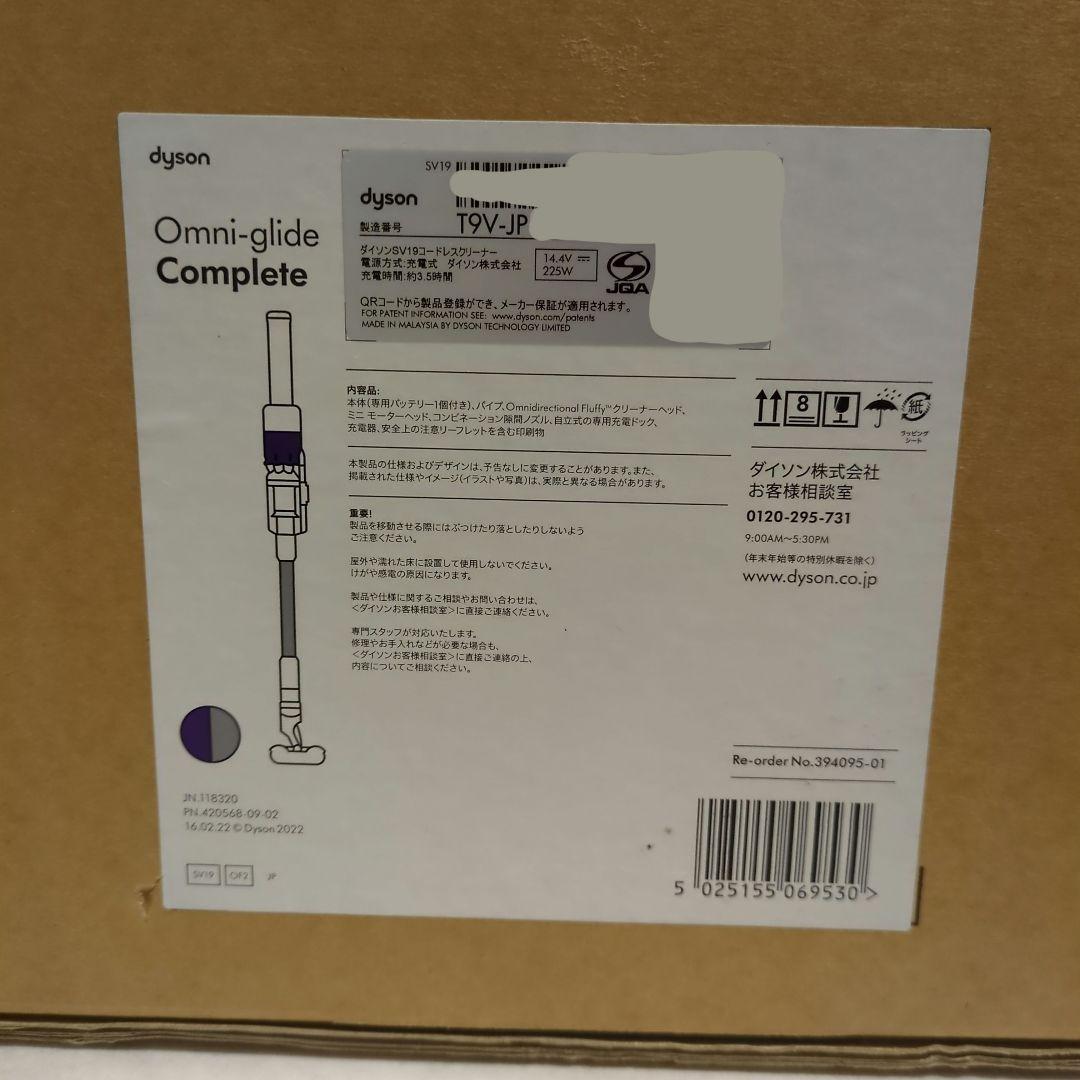 dyson
Omni-glide
Complete
SV19
dyson
製造番号 T9V-JP
ダイソンSV19コードレスクリーナー
電源方式:充電式 ダイソン株式会社
充電時間:約3.5時間
14.4V
225W
JQA
QRコードから製品登録ができ、メーカー保証が適用されます。
FOR PATENT INFORMATION SEE: www.dyson.com/patents
MADE IN MALAYSIA BY DYSON TECHNOLOGY LIMITED
内容品:
本体(専用バッテリー1個付き)、パイプ、Omnidirectional Fluffy™クリーナーヘッド、
ミニ モーターヘッド、コンビネーション隙間ノズル、自立式の専用充電ドック、
充電器、安全上の注意リーフレットを含む印刷物
本製品の仕様およびデザインは、予告なしに変更することがあります。また、
掲載された仕様やイメージ(イラストや写真)は、実際と異なる場合があります。
重要!
製品を移動させる際にはぶつけたり落としたりしないよう
ご注意ください。
屋外や濡れた床に設置して使用しないでください。
けがや感電の原因になります。
製品や仕様に関するご相談やお問い合わせは、
<ダイソンお客様相談室>に直接ご連絡ください。
専門スタッフが対応いたします。
修理やお手入れなどが必要な場合も、
<ダイソンお客様相談室>に直接ご連絡の上、
内容についてご相談ください。
8
紙
ラッピング
シート
ダイソン株式会社
お客様相談室
0120-295-731
9:00AM〜5:30PM
(年末年始等の特別休暇を除く)
www.dyson.co.jp
Re-order No.394095-01
5 025155 069530 >
JN.118320
PN.420568-09-02
16.02.22 © Dyson 2022
SV19 OF2 JP